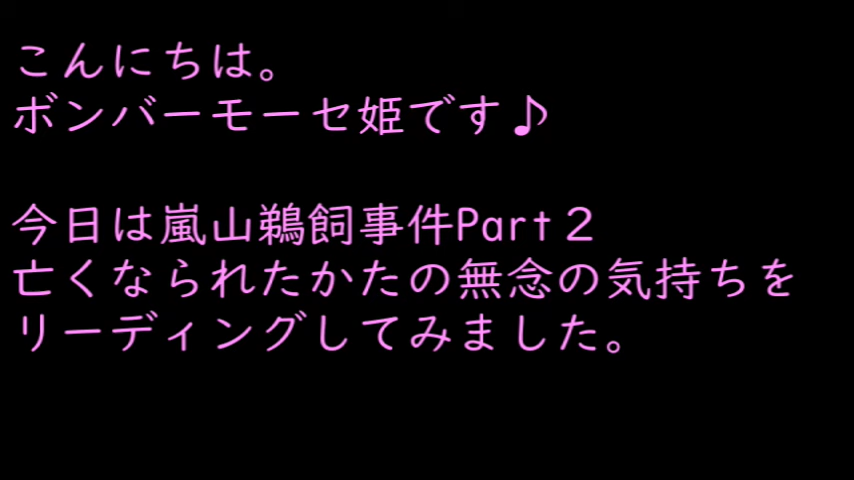 こんにちは。
ボンバーモーセ姫です♪
今日は嵐山鵜飼事件Part２
亡くなられたかたの無念の気持ちを
リーディングしてみました。